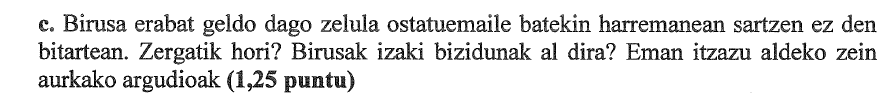 c. Birusa erabat geldo dago zelula ostatuemaile batekin harremanean sartzen ez den
bitartean. Zergatik hori? Birusak izaki bizidunak al dira? Eman itzazu aldeko zein
aurkako argudioak (1,25 puntu)